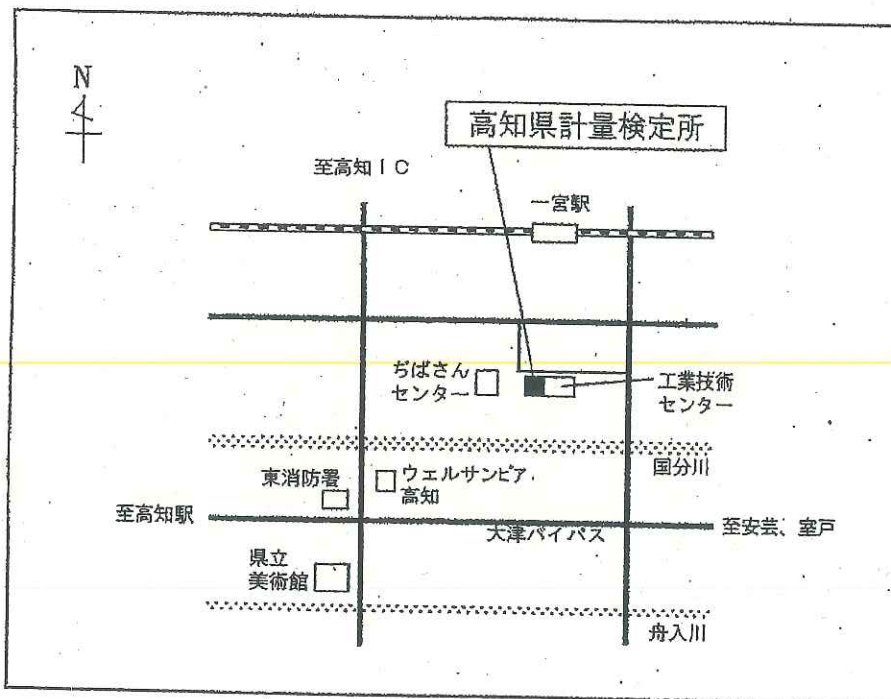 N
高知県計量検定所
至高知IC
一宮駅
ぢばさん
センター
工業技術
センター
国分川
東消防署
ウェルサンピア
高知
至高知駅
大津バイパス
至安芸、室戸
県立
美術館
舟入川